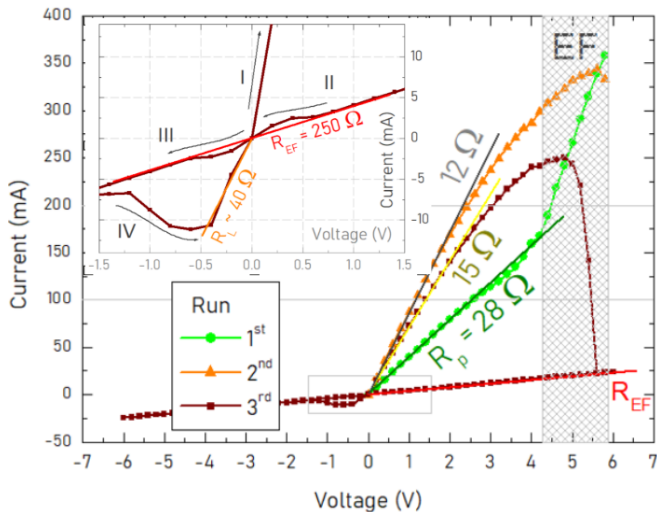 400
350
300
250
200
150
100
50
0
-50
Current (mA)
-7 -6 -5 -4 -3 -2 -1 0 1 2 3 4 5 6 7
Voltage (V)
EF
12 Ω
15 Ω
R_p = 28 Ω
R_EF
Run
1st
2nd
3rd
I
II
III
IV
R_EF = 250 Ω
R_L ~ 40 Ω
10
5
0
-5
-10
Current (mA)
-1.5 -1.0 -0.5 0.0 0.5 1.0 1.5
Voltage (V)